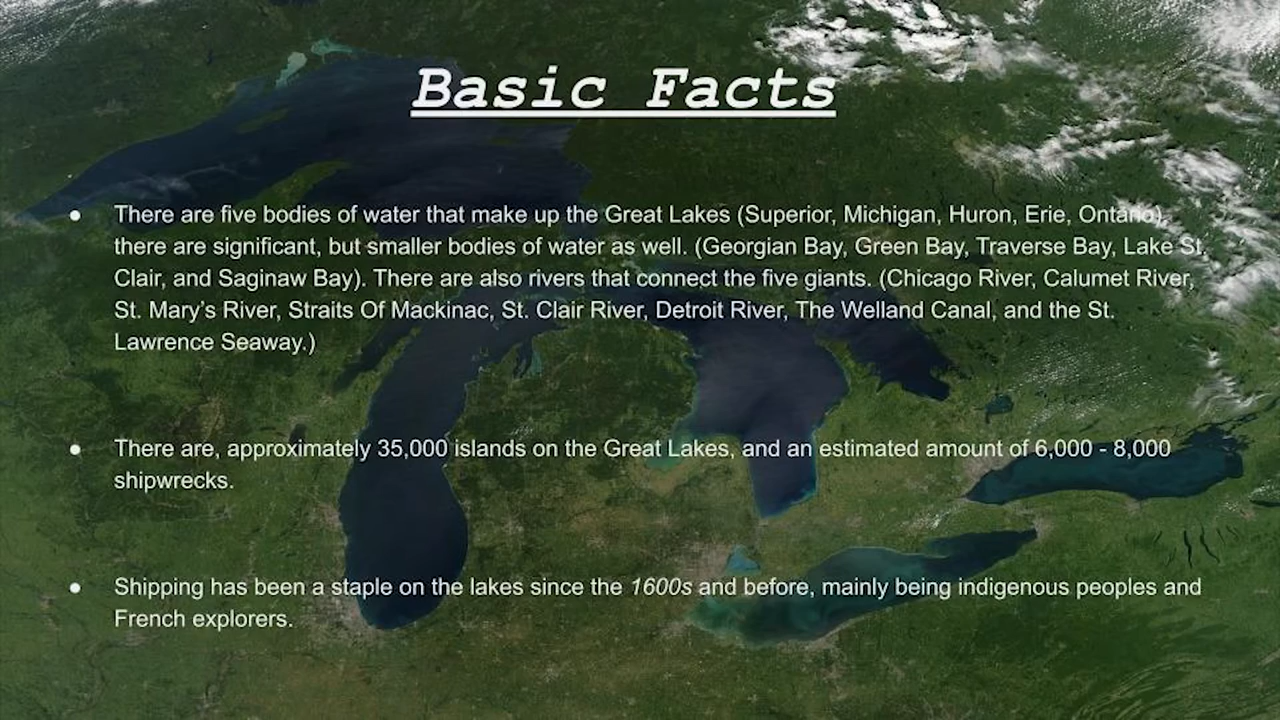 Basic Facts
● There are five bodies of water that make up the Great Lakes (Superior, Michigan, Huron, Erie, Ontario),
there are significant, but smaller bodies of water as well. (Georgian Bay, Green Bay, Traverse Bay, Lake St.
Clair, and Saginaw Bay). There are also rivers that connect the five giants. (Chicago River, Calumet River,
St. Mary’s River, Straits Of Mackinac, St. Clair River, Detroit River, The Welland Canal, and the St.
Lawrence Seaway.)
● There are, approximately 35,000 islands on the Great Lakes, and an estimated amount of 6,000 - 8,000
shipwrecks.
● Shipping has been a staple on the lakes since the 1600s and before, mainly being indigenous peoples and
French explorers.